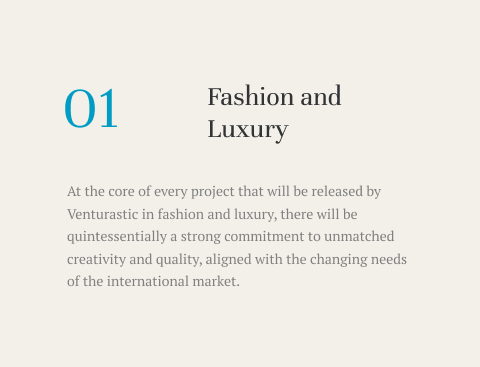 01
Fashion and
Luxury
At the core of every project that will be released by
Venturastic in fashion and luxury, there will be
quintessentially a strong commitment to unmatched
creativity and quality, aligned with the changing needs
of the international market.